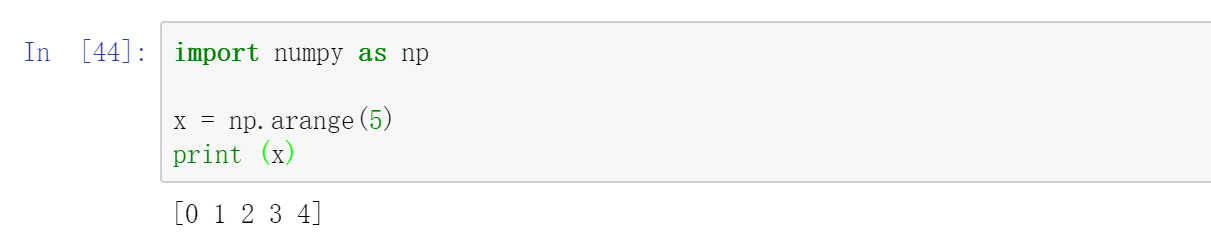 In [44]: import numpy as np
x = np.arange(5)
print (x)
[0 1 2 3 4]